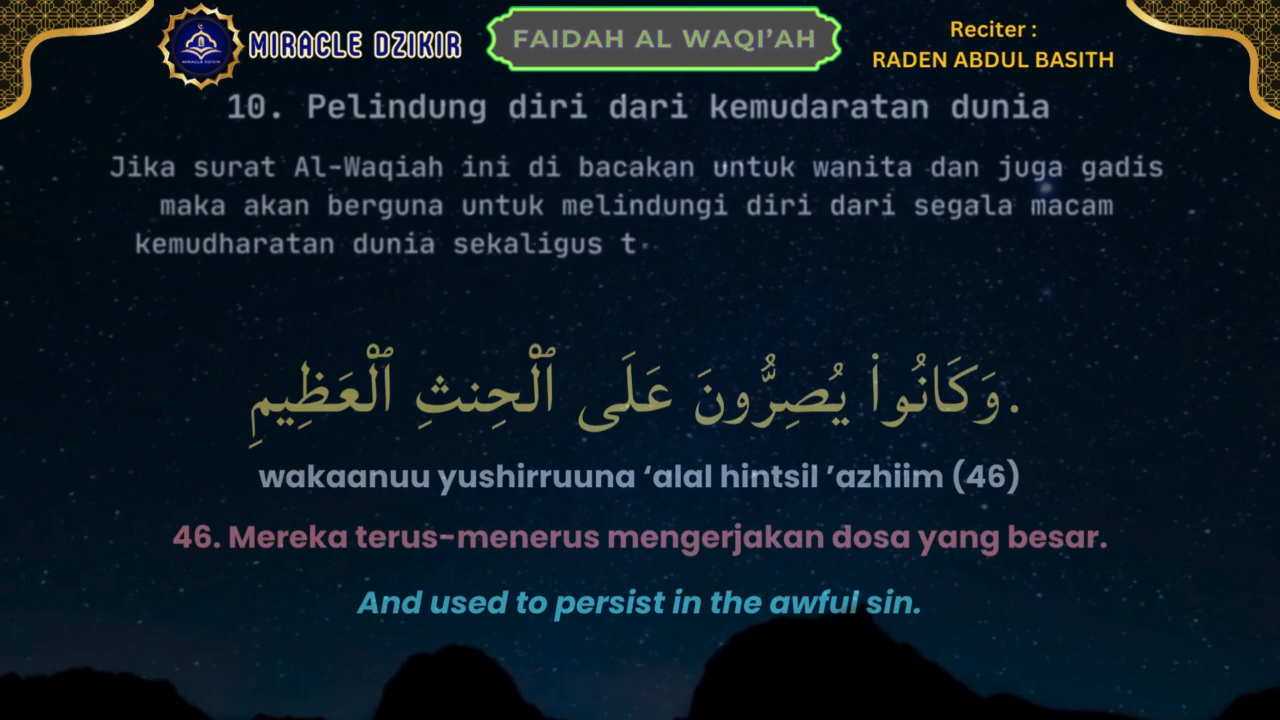 MIRACLE DZIKIR
FAIDAH AL WAQI'AH
Reciter :
RADEN ABDUL BASITH
10. Pelindung diri dari kemudaratan dunia
Jika surat Al-Waqiah ini di bacakan untuk wanita dan juga gadis
maka akan berguna untuk melindungi diri dari segala macam
kemudharatan dunia sekaligus t
وَكَانُوا۟ يُصِرُّونَ عَلَى ٱلْحِنثِ ٱلْعَظِيمِ.
wakaanuu yushirruuna ‘alal hintsil ’azhiim (46)
46. Mereka terus-menerus mengerjakan dosa yang besar.
And used to persist in the awful sin.